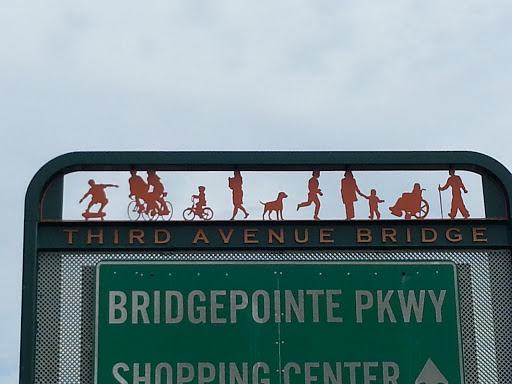 THIRD AVENUE BRIDGE
BRIDGEPOINTE PKWY
SHOPPING CENTER